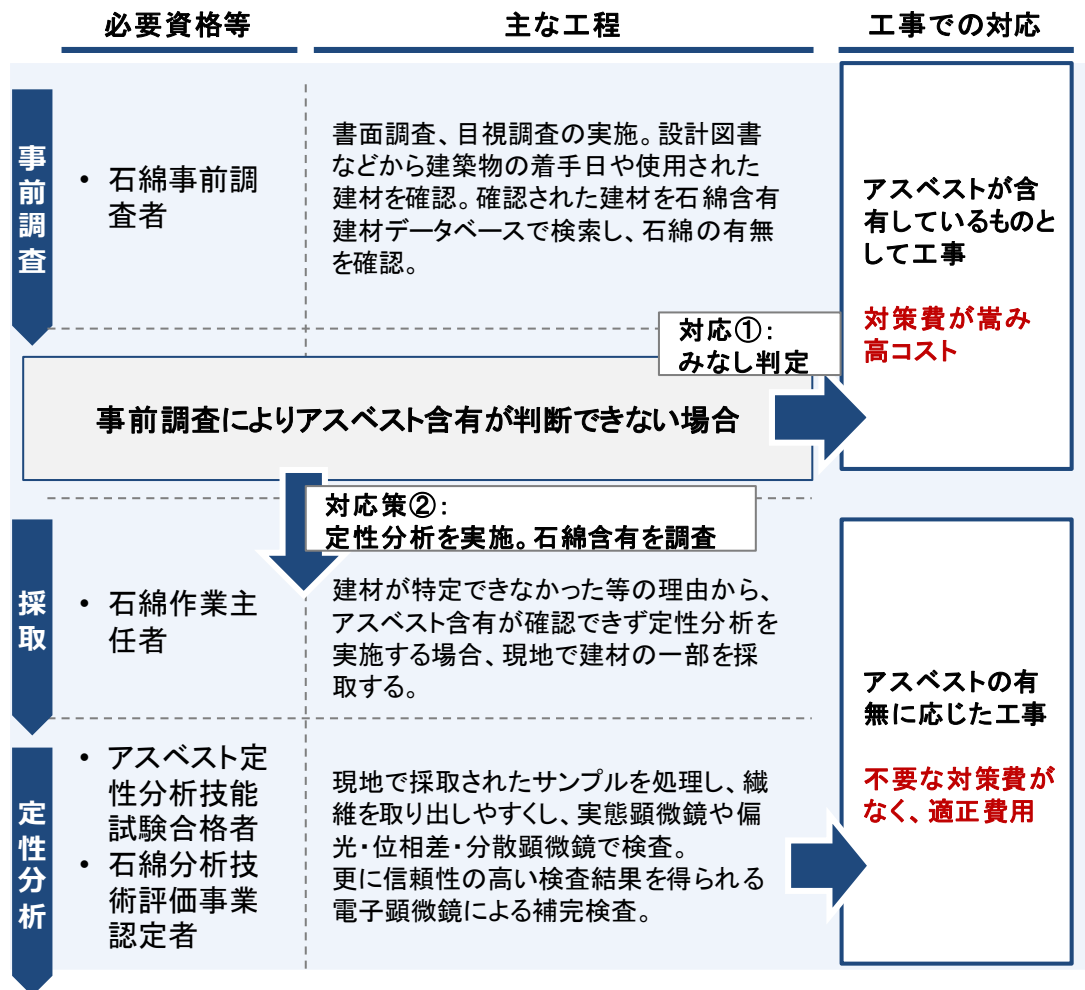 必要資格等
主な工程
工事での対応
事前調査
• 石綿事前調
査者
書面調査、目視調査の実施。設計図書
などから建築物の着手日や使用された
建材を確認。確認された建材を石綿含有
建材データベースで検索し、石綿の有無
を確認。
アスベストが含
有しているものと
して工事
対策費が嵩み
高コスト
対応①：
みなし判定
事前調査によりアスベスト含有が判断できない場合
対応策②：
定性分析を実施。石綿含有を調査
採取
• 石綿作業主
任者
建材が特定できなかった等の理由から、
アスベスト含有が確認できず定性分析を
実施する場合、現地で建材の一部を採
取する。
アスベストの有
無に応じた工事
不要な対策費が
なく、適正費用
定性分析
• アスベスト定
性分析技能
試験合格者
• 石綿分析技
術評価事業
認定者
現地で採取されたサンプルを処理し、繊
維を取り出しやすくし、実態顕微鏡や偏
光・位相差・分散顕微鏡で検査。
更に信頼性の高い検査結果を得られる
電子顕微鏡による補完検査。